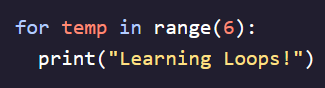 for temp in range(6):
  print("Learning Loops!")